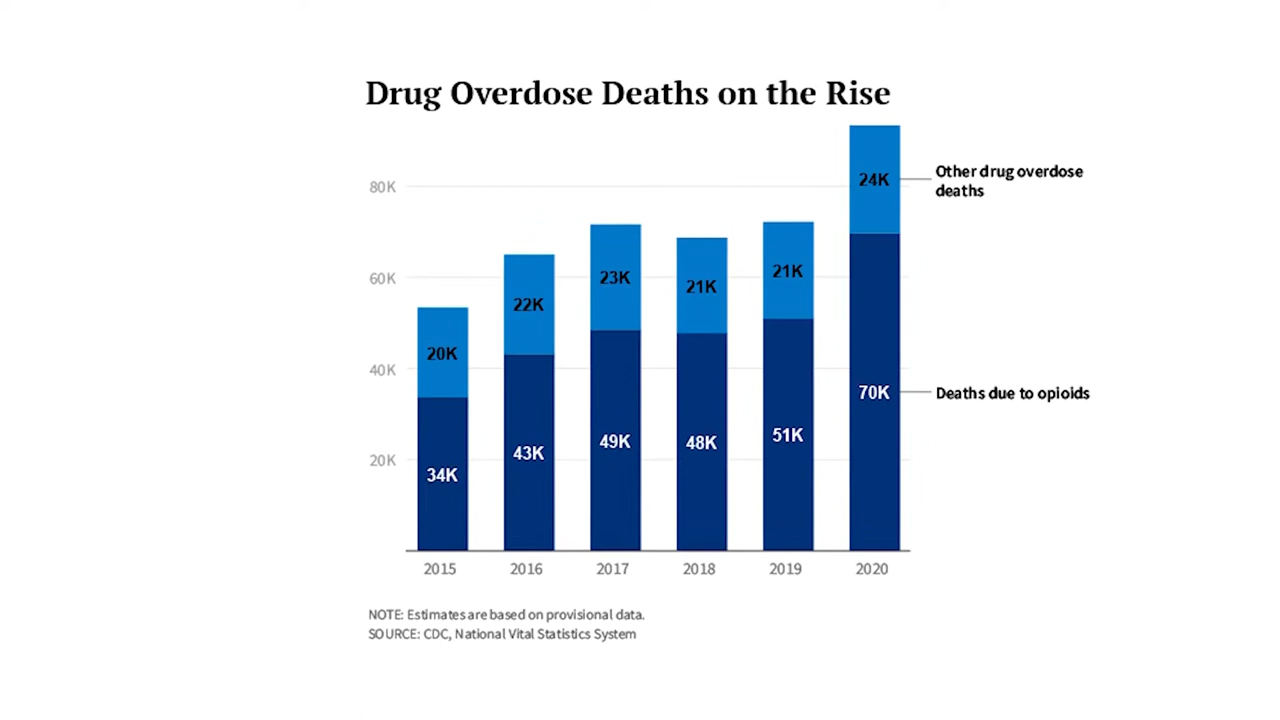 Drug Overdose Deaths on the Rise
Other drug overdose
deaths
80K
24K
60K
23K
21K
21K
22K
20K
40K
70K
Deaths due to opioids
51K
49K
48K
43K
20K
34K
2015 2016 2017 2018 2019 2020
NOTE: Estimates are based on provisional data.
SOURCE: CDC, National Vital Statistics System